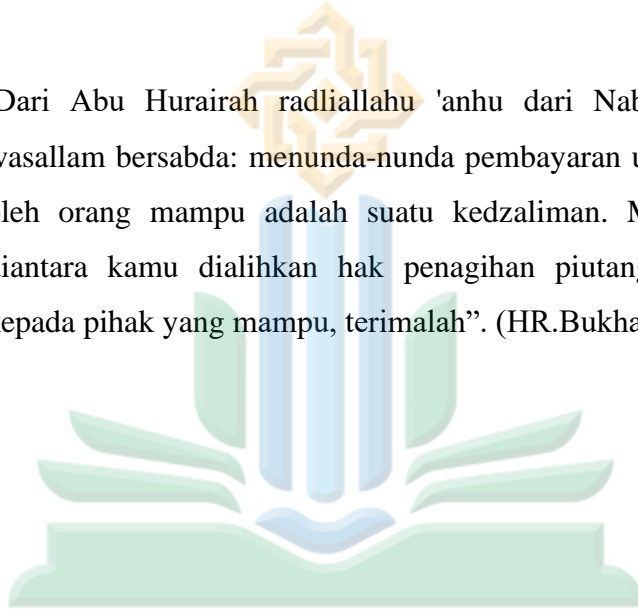 Dari Abu Hurairah radliallahu 'anhu dari Nab
wasallam bersabda: menunda-nunda pembayaran u
oleh orang mampu adalah suatu kedzaliman. M
diantara kamu dialihkan hak penagihan piutang
kepada pihak yang mampu, terimalah”. (HR.Bukha